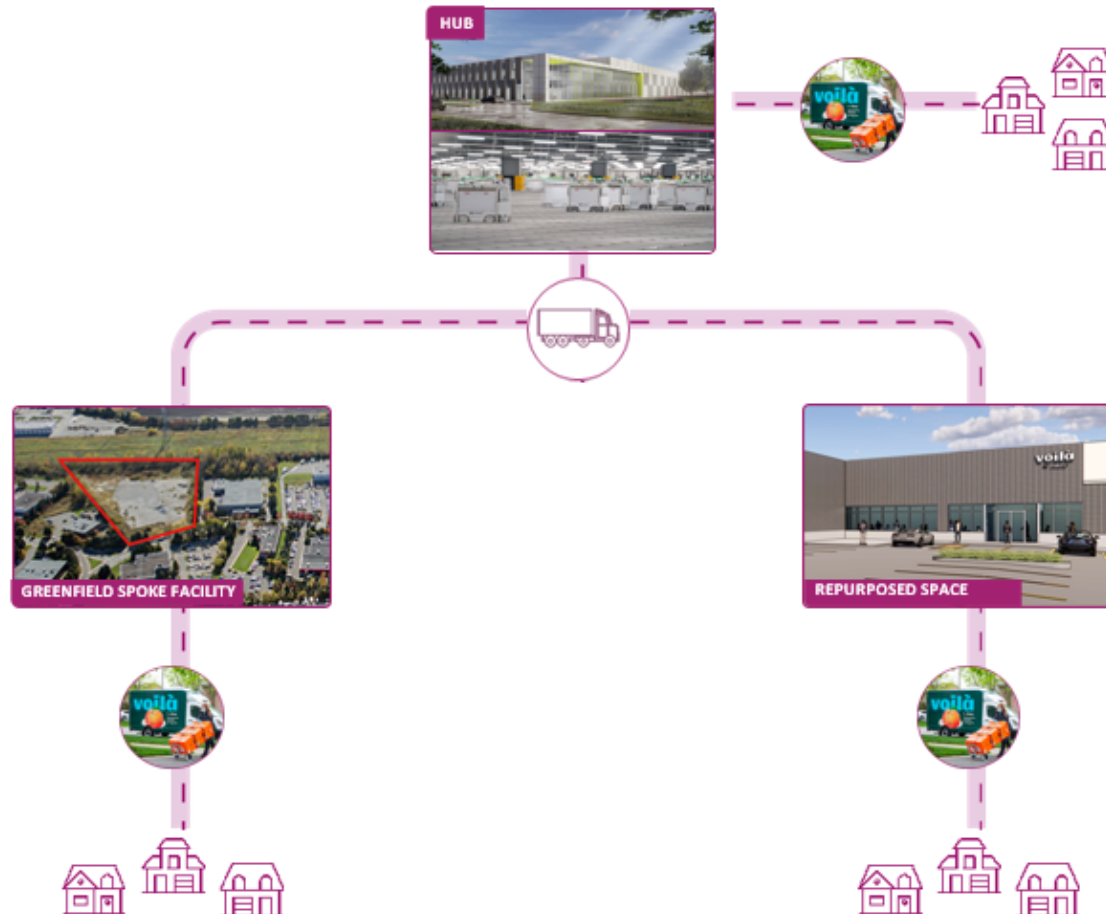 HUB
voilà
GREENFIELD SPOKE FACILITY
voilà
REPURPOSED SPACE
voilà
voilà